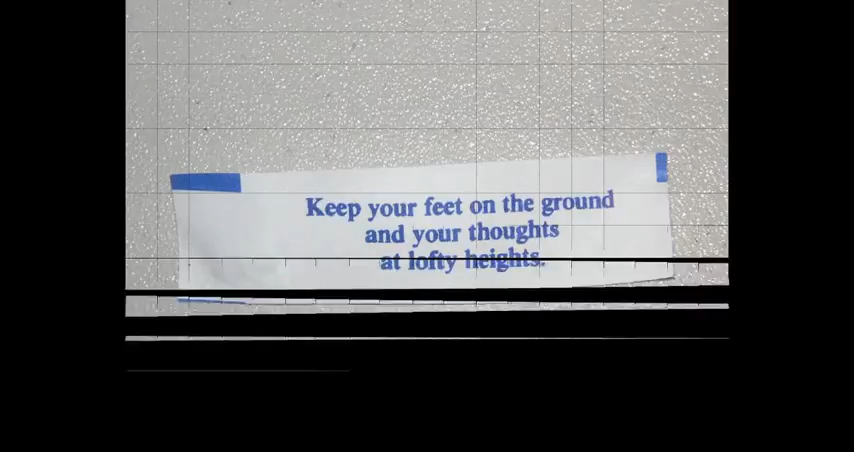 Keep your feet on the ground
and your thoughts
at lofty heights.